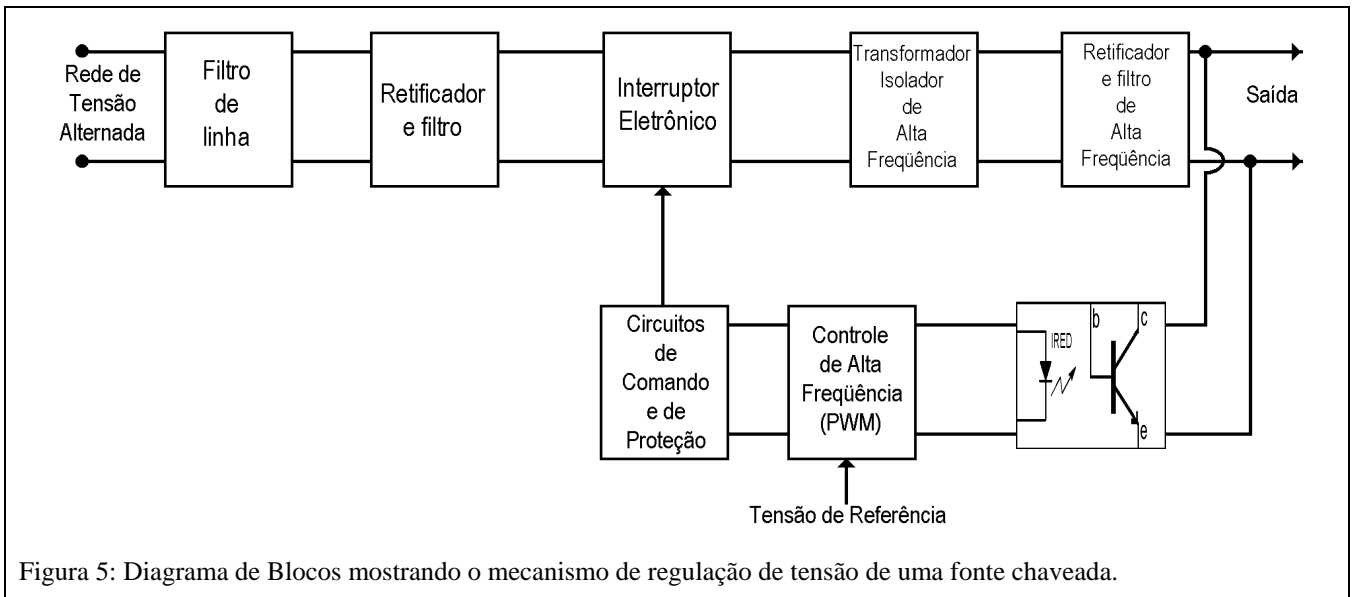 Rede de
Tensão
Alternada
Filtro
de
linha
Retificador
e filtro
Interruptor
Eletrônico
Transformador
Isolador
de
Alta
Freqüência
Retificador
e filtro
de
Alta
Freqüência
Saída
Circuitos
de
Comando
e de
Proteção
Controle
de Alta
Freqüência
(PWM)
IRED
b
c
e
Tensão de Referência
Figura 5: Diagrama de Blocos mostrando o mecanismo de regulação de tensão de uma fonte chaveada.